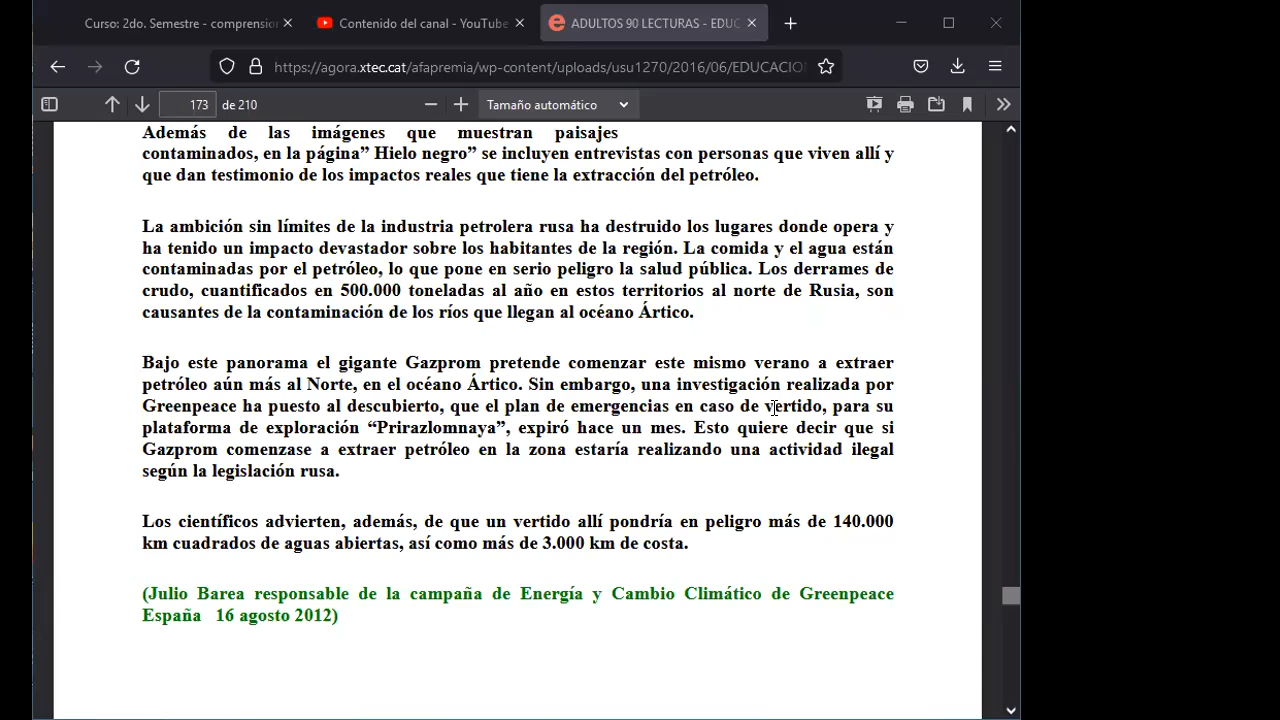 Curso: 2do. Semestre - comprensio
Contenido del canal - YouTube
ADULTOS 90 LECTURAS - EDUC
https://agora.xtec.cat/afapremia/wp-content/uploads/usu1270/2016/06/EDUCACIO
173 de 210
Tamaño automático
Además de las imágenes que muestran paisajes
contaminados, en la página” Hielo negro” se incluyen entrevistas con personas que viven allí y
que dan testimonio de los impactos reales que tiene la extracción del petróleo.
La ambición sin límites de la industria petrolera rusa ha destruido los lugares donde opera y
ha tenido un impacto devastador sobre los habitantes de la región. La comida y el agua están
contaminadas por el petróleo, lo que pone en serio peligro la salud pública. Los derrames de
crudo, cuantificados en 500.000 toneladas al año en estos territorios al norte de Rusia, son
causantes de la contaminación de los ríos que llegan al océano Ártico.
Bajo este panorama el gigante Gazprom pretende comenzar este mismo verano a extraer
petróleo aún más al Norte, en el océano Ártico. Sin embargo, una investigación realizada por
Greenpeace ha puesto al descubierto, que el plan de emergencias en caso de vertido, para su
plataforma de exploración “Prirazlomnaya”, expiró hace un mes. Esto quiere decir que si
Gazprom comenzase a extraer petróleo en la zona estaría realizando una actividad ilegal
según la legislación rusa.
Los científicos advierten, además, de que un vertido allí pondría en peligro más de 140.000
km cuadrados de aguas abiertas, así como más de 3.000 km de costa.
(Julio Barea responsable de la campaña de Energía y Cambio Climático de Greenpeace
España 16 agosto 2012)